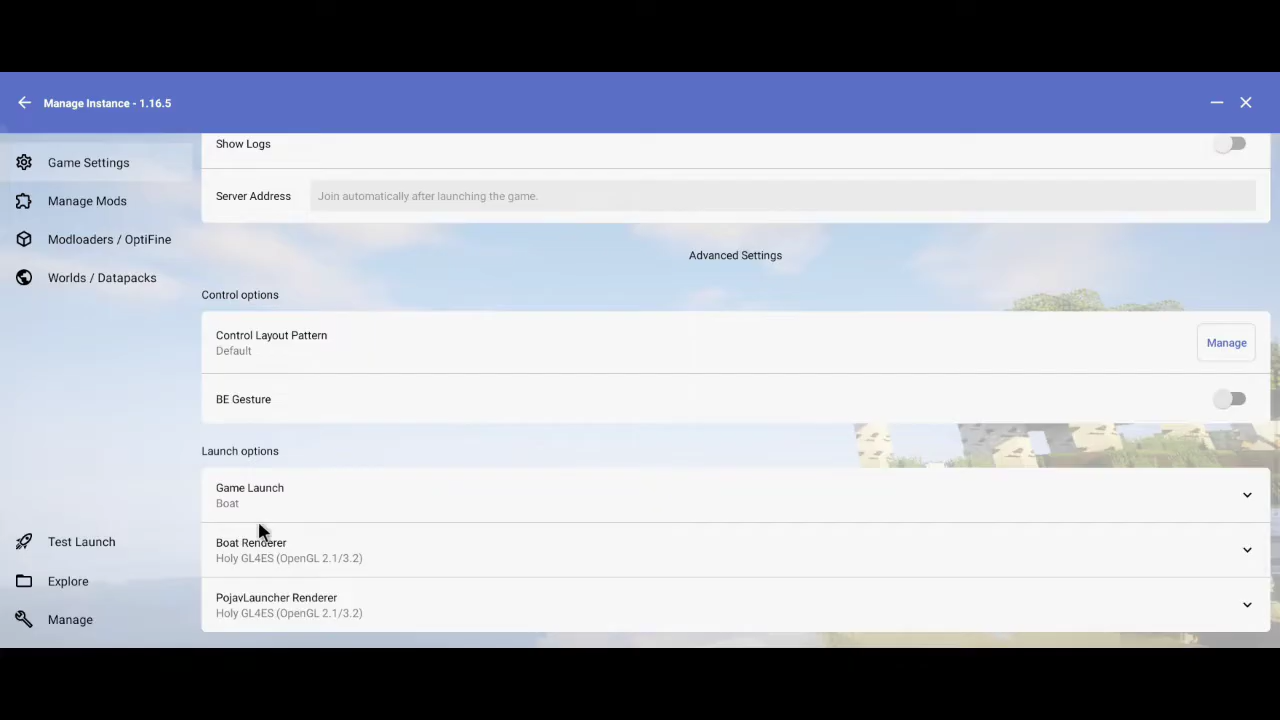 Manage Instance - 1.16.5
Game Settings
Manage Mods
Modloaders / OptiFine
Worlds / Datapacks
Test Launch
Explore
Manage
Show Logs
Server Address
Join automatically after launching the game.
Advanced Settings
Control options
Control Layout Pattern
Default
Manage
BE Gesture
Launch options
Game Launch
Boat
Boat Renderer
Holy GL4ES (OpenGL 2.1/3.2)
PojavLauncher Renderer
Holy GL4ES (OpenGL 2.1/3.2)